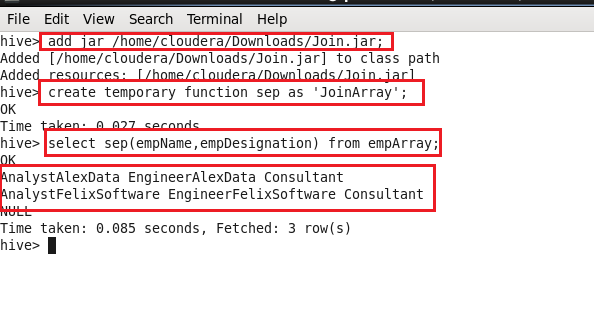 File Edit View Search Terminal Help
hive> add jar /home/cloudera/Downloads/Join.jar;
Added [/home/cloudera/Downloads/Join.jar] to class path
Added resources: [/home/cloudera/Downloads/Join.jar]
hive> create temporary function sep as 'JoinArray';
OK
Time taken: 0.027 seconds
hive> select sep(empName,empDesignation) from empArray;
OK
AnalystAlexData EngineerAlexData Consultant
AnalystFelixSoftware EngineerFelixSoftware Consultant
NULL
Time taken: 0.085 seconds, Fetched: 3 row(s)
hive>